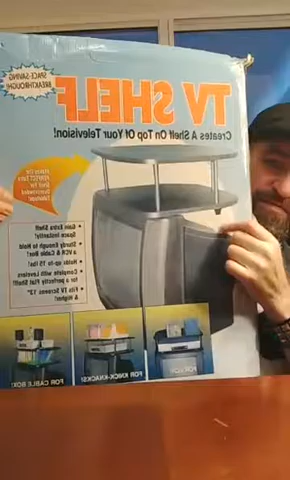 SPACE-SAVING
BREAKTHROUGH!
TV SHELF
Creates A Shelf On Top Of Your Television!
• Gain Extra Shelf
Space Instantly!
• Sturdy Enough to Hold
a VCR & Cable Box!
• Holds up to 15 lbs!
• Complete with Levelers
for a perfectly Flat Shelf!
• Fits TV Screens 13"
& Higher!
FOR CABLE BOX!
FOR KNICK-KNACKS!